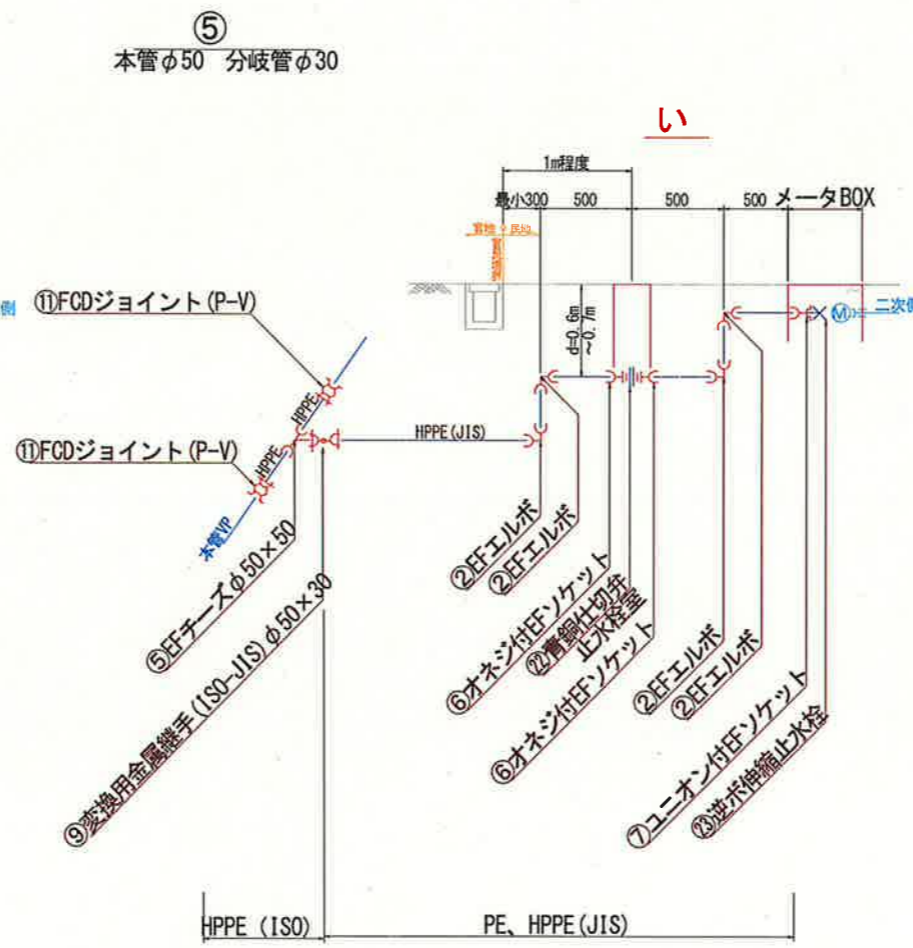 ⑤
本管φ50 分岐管φ30
い
1m程度
最小300 500 500 500 メータBOX
官地 民地
側
⑪FCDジョイント(P-V)
M 二次側
d=0.6m
~0.7m
HPPE
HPPE(JIS)
⑪FCDジョイント(P-V)
HPPE
本管VP
⑤EFチーズφ50×50
⑨変換用金属継手(ISO-JIS)φ50×30
②EFエルボ
②EFエルボ
⑥オネジ付EFソケット
㉒青銅仕切弁
止水栓室
⑥オネジ付EFソケット
②EFエルボ
②EFエルボ
⑦ユニオン付EFソケット
㉓逆ボ伸縮止水栓
HPPE (ISO)
PE、HPPE(JIS)